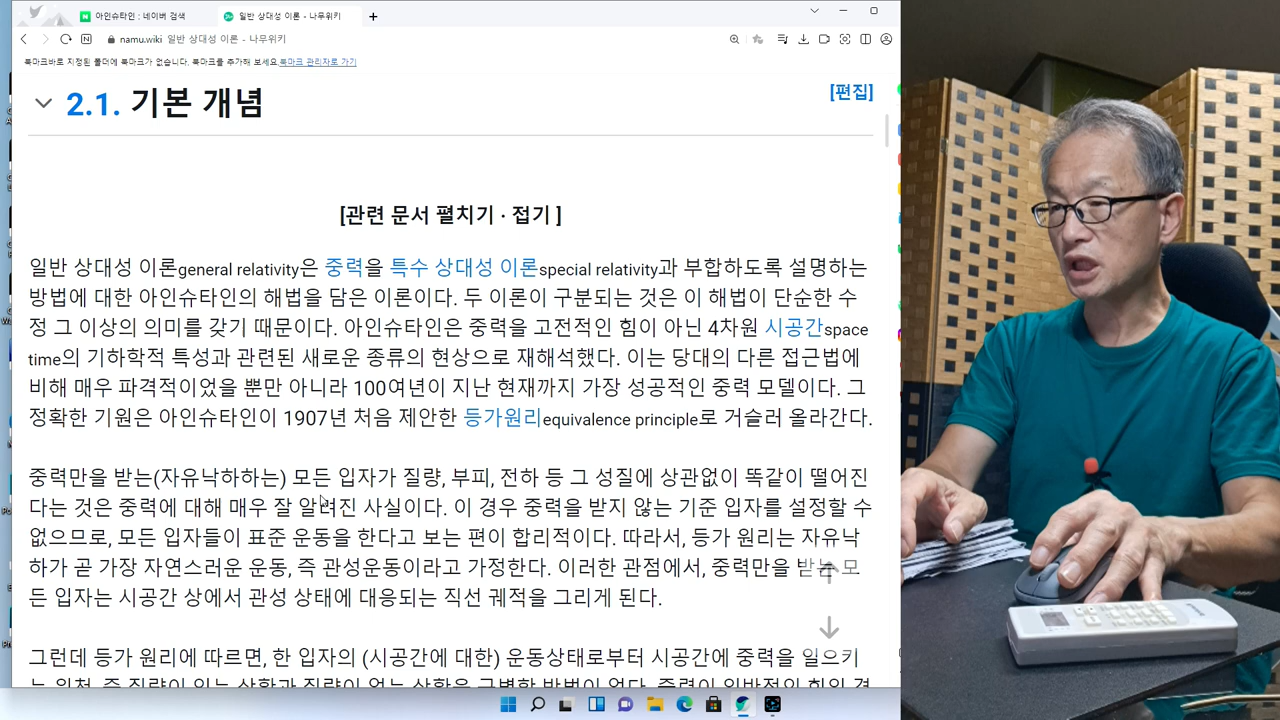 아인슈타인 : 네이버 검색
일반 상대성 이론 - 나무위키
namu.wiki 일반 상대성 이론 - 나무위키
북마크바로 지정된 폴더에 북마크가 없습니다. 북마크를 추가해 보세요.북마크 관리자로 가기
2.1. 기본 개념
[편집]
[관련 문서 펼치기 · 접기 ]
일반 상대성 이론general relativity은 중력을 특수 상대성 이론special relativity과 부합하도록 설명하는
방법에 대한 아인슈타인의 해법을 담은 이론이다. 두 이론이 구분되는 것은 이 해법이 단순한 수
정 그 이상의 의미를 갖기 때문이다. 아인슈타인은 중력을 고전적인 힘이 아닌 4차원 시공간space
time의 기하학적 특성과 관련된 새로운 종류의 현상으로 재해석했다. 이는 당대의 다른 접근법에
비해 매우 파격적이었을 뿐만 아니라 100여년이 지난 현재까지 가장 성공적인 중력 모델이다. 그
정확한 기원은 아인슈타인이 1907년 처음 제안한 등가원리equivalence principle로 거슬러 올라간다.
중력만을 받는(자유낙하하는) 모든 입자가 질량, 부피, 전하 등 그 성질에 상관없이 똑같이 떨어진
다는 것은 중력에 대해 매우 잘 알려진 사실이다. 이 경우 중력을 받지 않는 기준 입자를 설정할 수
없으므로, 모든 입자들이 표준 운동을 한다고 보는 편이 합리적이다. 따라서, 등가 원리는 자유낙
하가 곧 가장 자연스러운 운동, 즉 관성운동이라고 가정한다. 이러한 관점에서, 중력만을 받는 모
든 입자는 시공간 상에서 관성 상태에 대응되는 직선 궤적을 그리게 된다.
그런데 등가 원리에 따르면, 한 입자의 (시공간에 대한) 운동상태로부터 시공간에 중력을 일으키